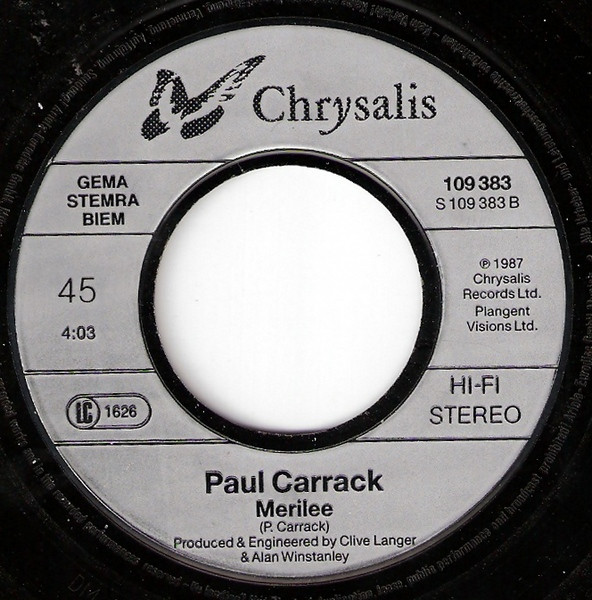 Chrysalis
GEMA
STEMRA
BIEM
109 383
S 109 383 B
45
4:03
℗ 1987
Chrysalis
Records Ltd.
Plangent
Visions Ltd.
LC 1626
HI-FI
STEREO
Paul Carrack
Merilee
(P. Carrack)
Produced & Engineered by Clive Langer
& Alan Winstanley